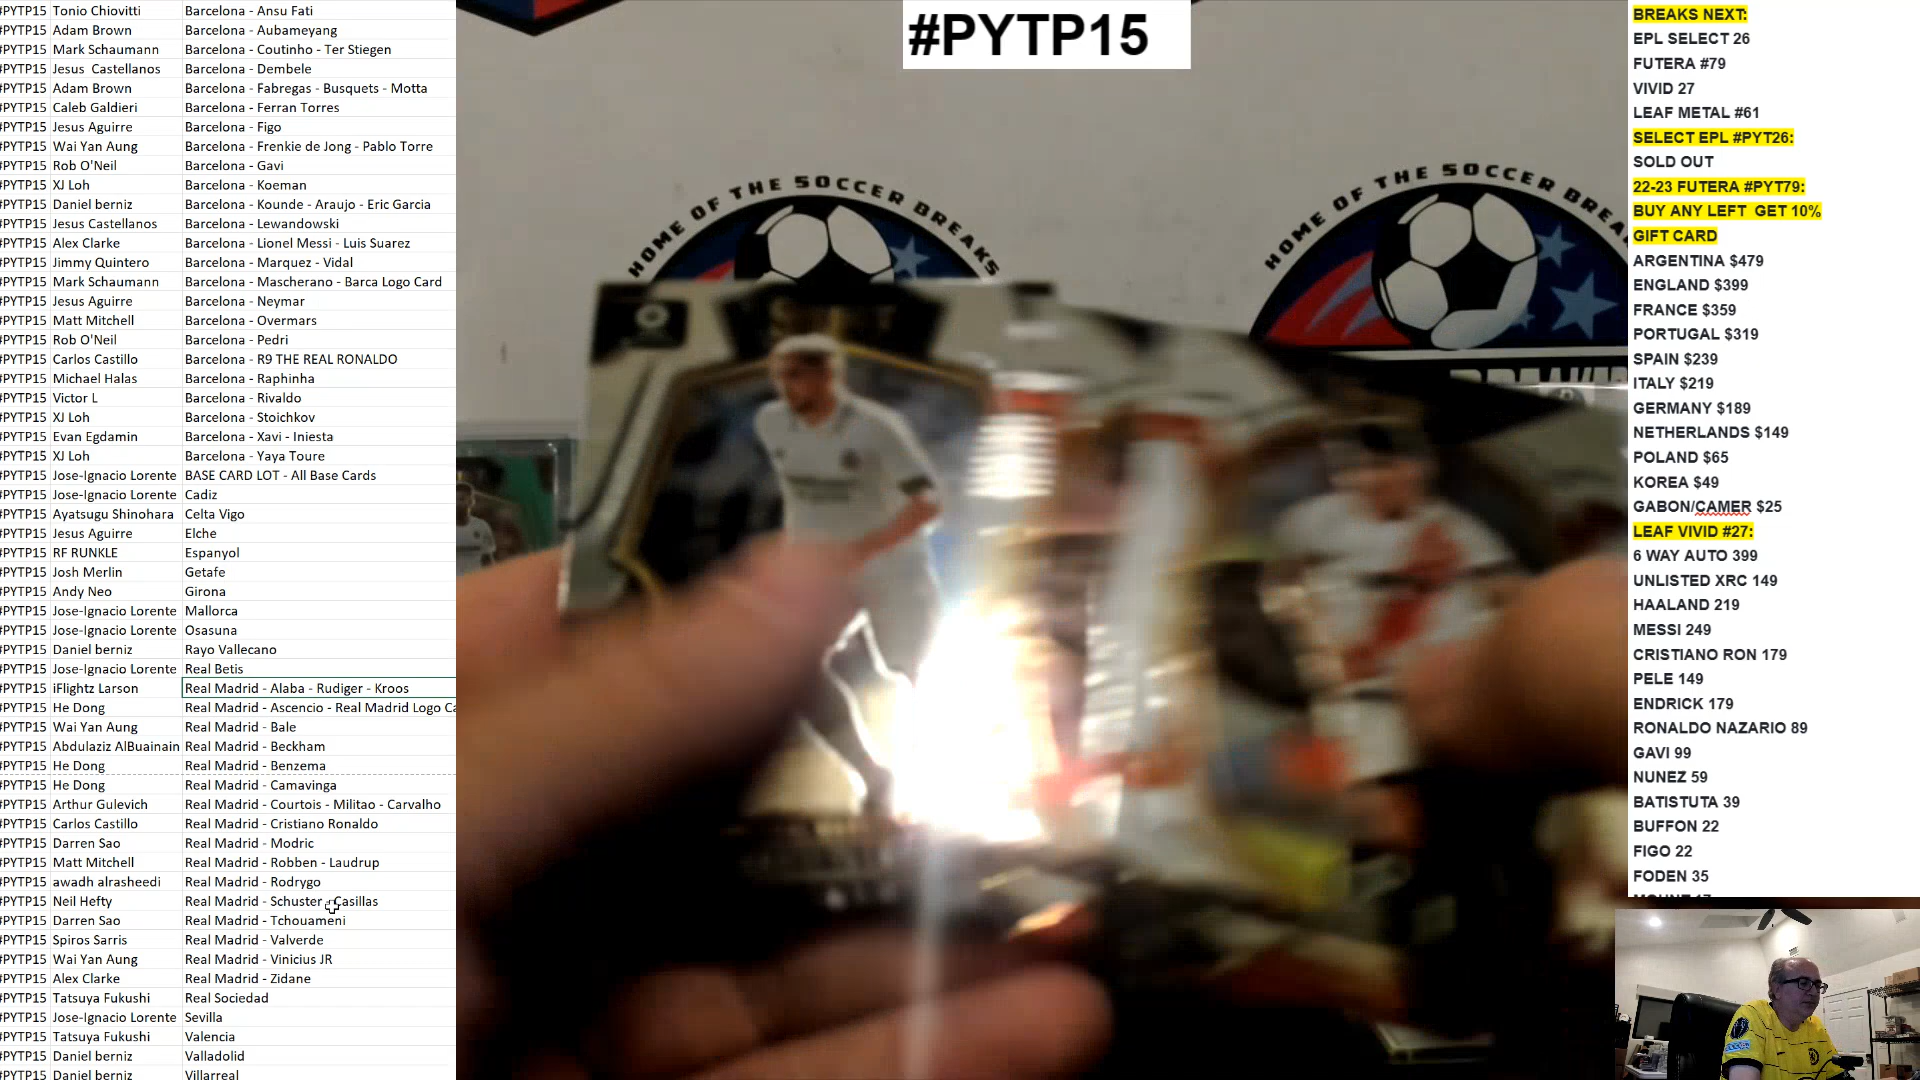 #PYTP15 Tonio Chiovitti Barcelona - Ansu Fati
#PYTP15 Adam Brown Barcelona - Aubameyang
#PYTP15 Mark Schaumann Barcelona - Coutinho - Ter Stiegen
#PYTP15 Jesus  Castellanos Barcelona - Dembele
#PYTP15 Adam Brown Barcelona - Fabregas - Busquets - Motta
#PYTP15 Caleb Galdieri Barcelona - Ferran Torres
#PYTP15 Jesus Aguirre Barcelona - Figo
#PYTP15 Wai Yan Aung Barcelona - Frenkie de Jong - Pablo Torre
#PYTP15 Rob O'Neil Barcelona - Gavi
#PYTP15 XJ Loh Barcelona - Koeman
#PYTP15 Daniel berniz Barcelona - Kounde - Araujo - Eric Garcia
#PYTP15 Jesus Castellanos Barcelona - Lewandowski
#PYTP15 Alex Clarke Barcelona - Lionel Messi - Luis Suarez
#PYTP15 Jimmy Quintero Barcelona - Marquez - Vidal
#PYTP15 Mark Schaumann Barcelona - Mascherano - Barca Logo Card
#PYTP15 Jesus Aguirre Barcelona - Neymar
#PYTP15 Matt Mitchell Barcelona - Overmars
#PYTP15 Rob O'Neil Barcelona - Pedri
#PYTP15 Carlos Castillo Barcelona - R9 THE REAL RONALDO
#PYTP15 Michael Halas Barcelona - Raphinha
#PYTP15 Victor L Barcelona - Rivaldo
#PYTP15 XJ Loh Barcelona - Stoichkov
#PYTP15 Evan Egdamin Barcelona - Xavi - Iniesta
#PYTP15 XJ Loh Barcelona - Yaya Toure
#PYTP15 Jose-Ignacio Lorente BASE CARD LOT - All Base Cards
#PYTP15 Jose-Ignacio Lorente Cadiz
#PYTP15 Ayatsugu Shinohara Celta Vigo
#PYTP15 Jesus Aguirre Elche
#PYTP15 RF RUNKLE Espanyol
#PYTP15 Josh Merlin Getafe
#PYTP15 Andy Neo Girona
#PYTP15 Jose-Ignacio Lorente Mallorca
#PYTP15 Jose-Ignacio Lorente Osasuna
#PYTP15 Daniel berniz Rayo Vallecano
#PYTP15 Jose-Ignacio Lorente Real Betis
#PYTP15 iFlightz Larson Real Madrid - Alaba - Rudiger - Kroos
#PYTP15 He Dong Real Madrid - Ascencio - Real Madrid Logo Ca
#PYTP15 Wai Yan Aung Real Madrid - Bale
#PYTP15 Abdulaziz AlBuainain Real Madrid - Beckham
#PYTP15 He Dong Real Madrid - Benzema
#PYTP15 He Dong Real Madrid - Camavinga
#PYTP15 Arthur Gulevich Real Madrid - Courtois - Militao - Carvalho
#PYTP15 Carlos Castillo Real Madrid - Cristiano Ronaldo
#PYTP15 Darren Sao Real Madrid - Modric
#PYTP15 Matt Mitchell Real Madrid - Robben - Laudrup
#PYTP15 awadh alrasheedi Real Madrid - Rodrygo
#PYTP15 Neil Hefty Real Madrid - Schuster - Casillas
#PYTP15 Darren Sao Real Madrid - Tchouameni
#PYTP15 Spiros Sarris Real Madrid - Valverde
#PYTP15 Wai Yan Aung Real Madrid - Vinicius JR
#PYTP15 Alex Clarke Real Madrid - Zidane
#PYTP15 Tatsuya Fukushi Real Sociedad
#PYTP15 Jose-Ignacio Lorente Sevilla
#PYTP15 Tatsuya Fukushi Valencia
#PYTP15 Daniel berniz Valladolid
#PYTP15 Daniel berniz Villarreal
#PYTP15
HOME OF THE SOCCER BREAKS
HOME OF THE SOCCER BREA
BREAKS NEXT:
EPL SELECT 26
FUTERA #79
VIVID 27
LEAF METAL #61
SELECT EPL #PYT26:
SOLD OUT
22-23 FUTERA #PYT79:
BUY ANY LEFT  GET 10%
GIFT CARD
ARGENTINA $479
ENGLAND $399
FRANCE $359
PORTUGAL $319
SPAIN $239
ITALY $219
GERMANY $189
NETHERLANDS $149
POLAND $65
KOREA $49
GABON/CAMER $25
LEAF VIVID #27:
6 WAY AUTO 399
UNLISTED XRC 149
HAALAND 219
MESSI 249
CRISTIANO RON 179
PELE 149
ENDRICK 179
RONALDO NAZARIO 89
GAVI 99
NUNEZ 59
BATISTUTA 39
BUFFON 22
FIGO 22
FODEN 35